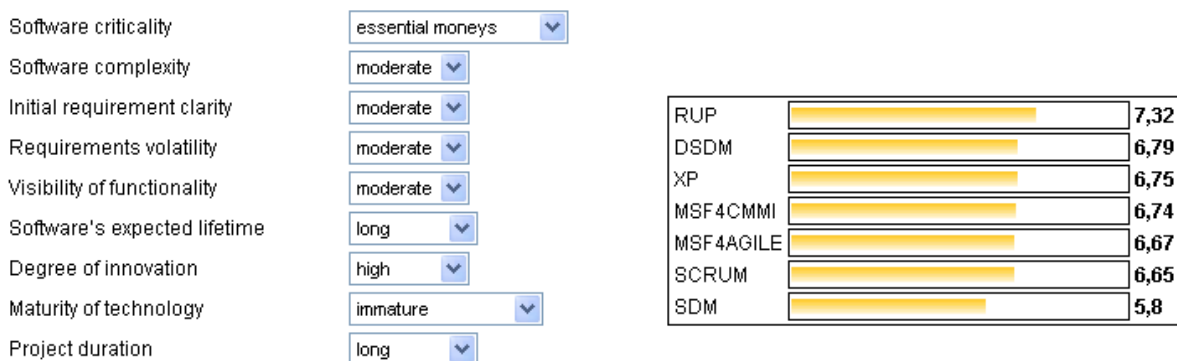 Software criticality essential moneys
Software complexity moderate
Initial requirement clarity moderate
Requirements volatility moderate
Visibility of functionality moderate
Software's expected lifetime long
Degree of innovation high
Maturity of technology immature
Project duration long
RUP 7,32
DSDM 6,79
XP 6,75
MSF4CMMI 6,74
MSF4AGILE 6,67
SCRUM 6,65
SDM 5,8